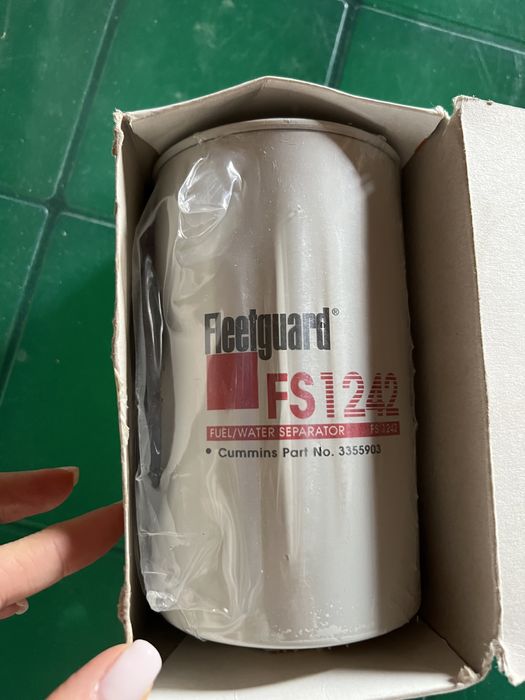 Fleetguard®
FS1242
FUEL/WATER SEPARATOR FS1242
• Cummins Part No. 3355903